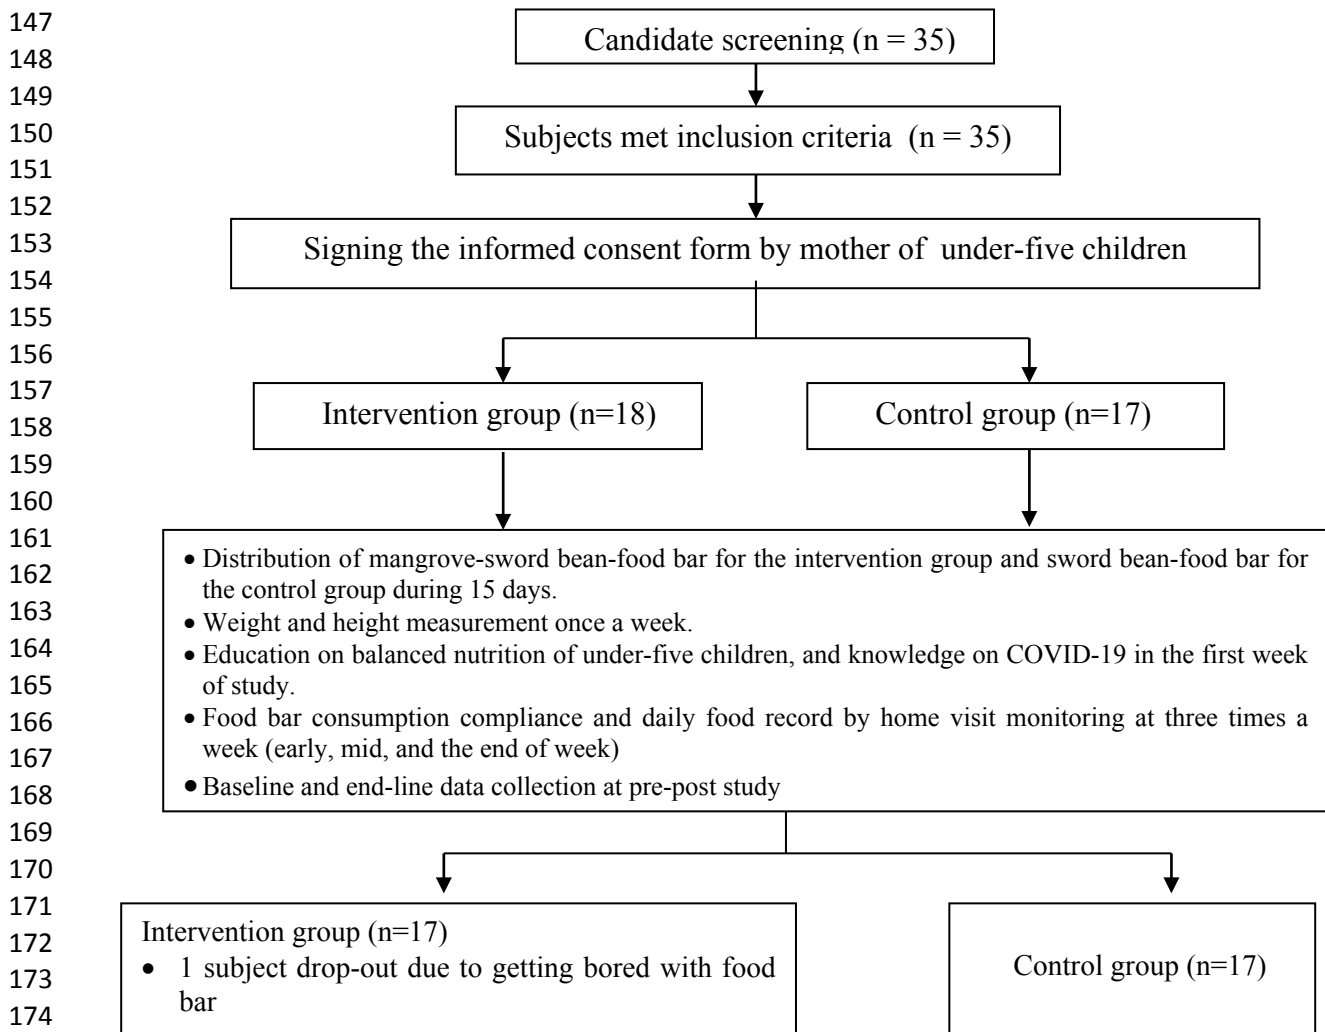 147
148
149
150
151
152
153
154
155
156
157
158
159
160
161
162
163
164
165
166
167
168
169
170
171
172
173
174
Candidate screening (n = 35)
Subjects met inclusion criteria (n = 35)
Signing the informed consent form by mother of under-five children
Intervention group (n=18)
Control group (n=17)
• Distribution of mangrove-sword bean-food bar for the intervention group and sword bean-food bar for
the control group during 15 days.
• Weight and height measurement once a week.
• Education on balanced nutrition of under-five children, and knowledge on COVID-19 in the first week
of study.
• Food bar consumption compliance and daily food record by home visit monitoring at three times a
week (early, mid, and the end of week)
• Baseline and end-line data collection at pre-post study
Intervention group (n=17)
• 1 subject drop-out due to getting bored with food
bar
Control group (n=17)